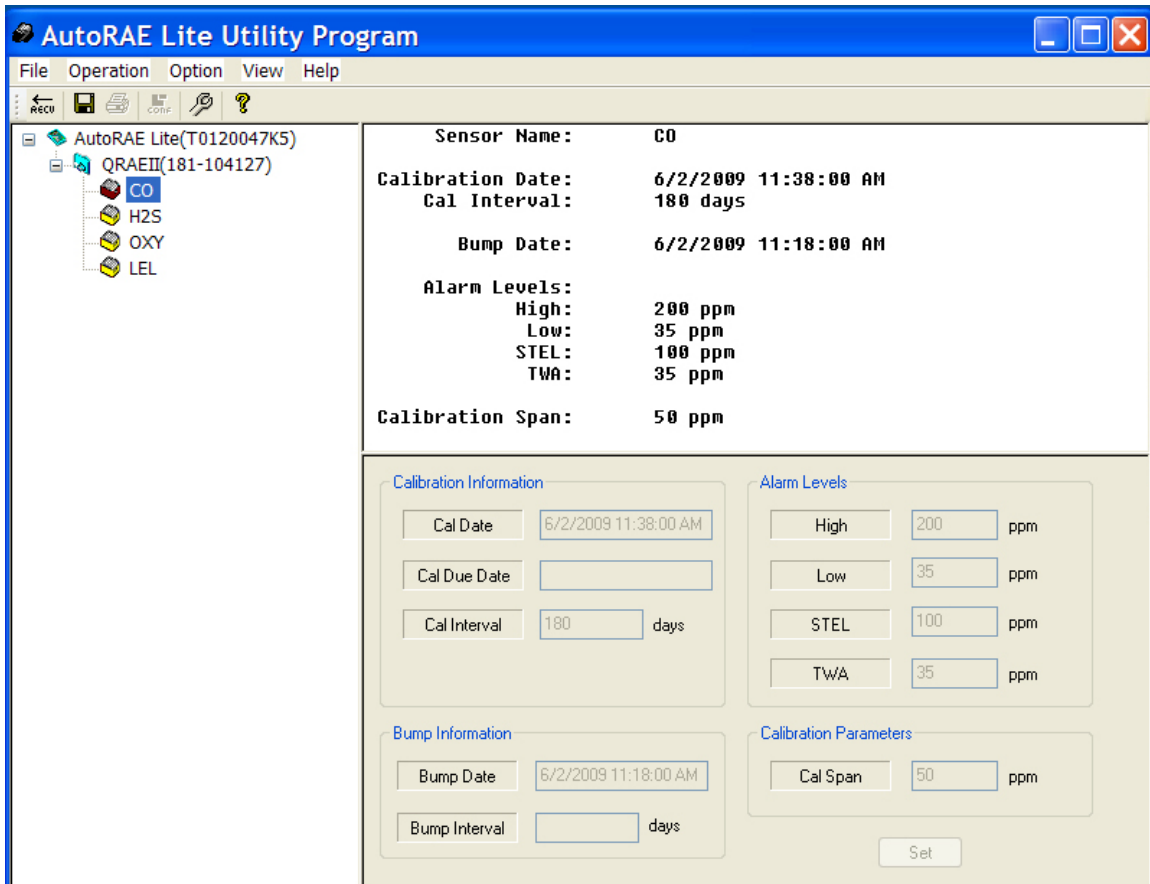 AutoRAE Lite Utility Program
File Operation Option View Help
RECV CONF
AutoRAE Lite(T0120047K5)
QRAEII(181-104127)
CO
H2S
OXY
LEL
Sensor Name: CO
Calibration Date: 6/2/2009 11:38:00 AM
Cal Interval: 180 days
Bump Date: 6/2/2009 11:18:00 AM
Alarm Levels:
High: 200 ppm
Low: 35 ppm
STEL: 100 ppm
TWA: 35 ppm
Calibration Span: 50 ppm
Calibration Information
Cal Date 6/2/2009 11:38:00 AM
Cal Due Date
Cal Interval 180 days
Alarm Levels
High 200 ppm
Low 35 ppm
STEL 100 ppm
TWA 35 ppm
Bump Information
Bump Date 6/2/2009 11:18:00 AM
Bump Interval days
Calibration Parameters
Cal Span 50 ppm
Set